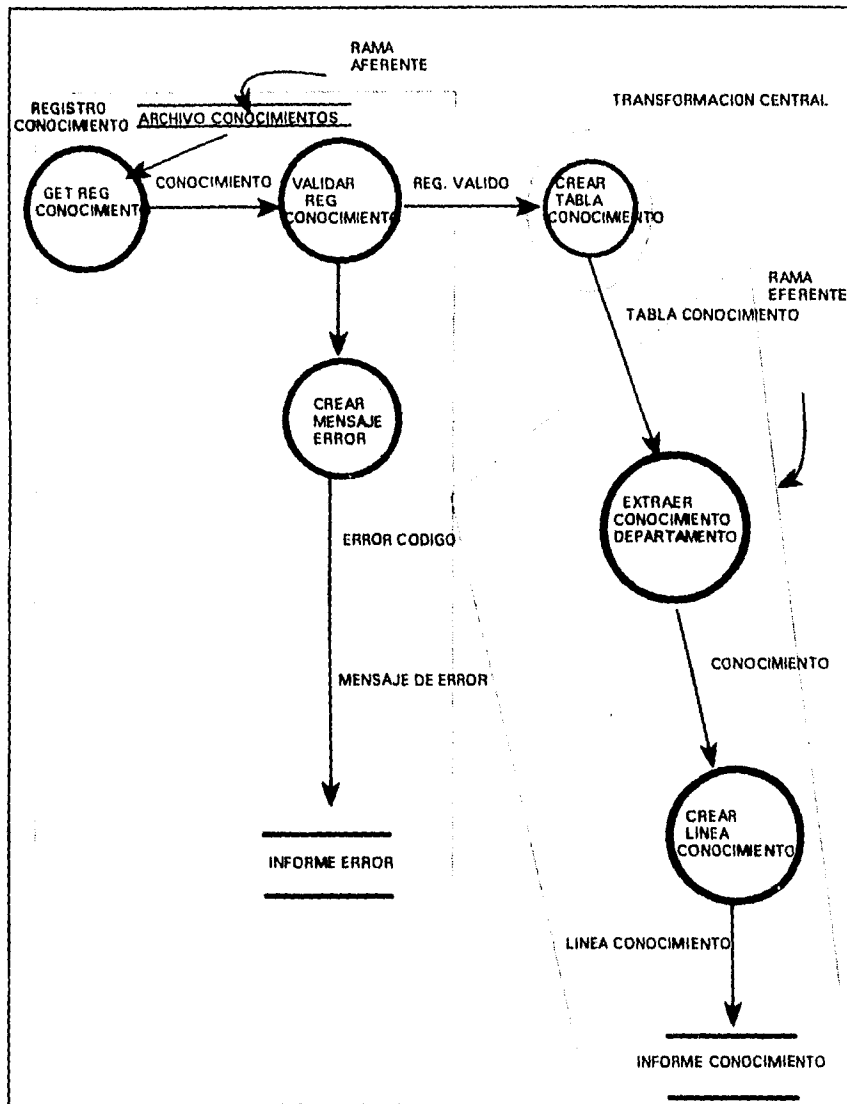 RAMA
AFERENTE
REGISTRO
CONOCIMIENTO
ARCHIVO CONOCIMIENTOS
TRANSFORMACION CENTRAL
GET REG
CONOCIMIENTO
CONOCIMIENTO
VALIDAR
REG
CONOCIMIENTO
REG. VALIDO
CREAR
TABLA
CONOCIMIENTO
RAMA
EFERENTE
TABLA CONOCIMIENTO
CREAR
MENSAJE
ERROR
EXTRAER
CONOCIMIENTO
DEPARTAMENTO
ERROR CODIGO
CONOCIMIENTO
MENSAJE DE ERROR
CREAR
LINEA
CONOCIMIENTO
INFORME ERROR
LINEA CONOCIMIENTO
INFORME CONOCIMIENTO